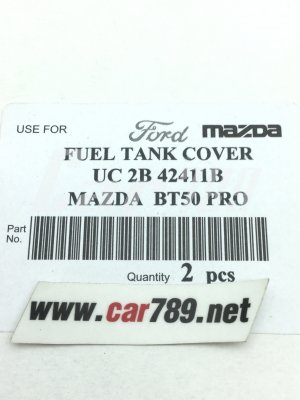 USE FOR Ford mazda
FUEL TANK COVER
UC 2B 42411B
MAZDA BT50 PRO
Part No.
Quantity 2 pcs
www.car789.net